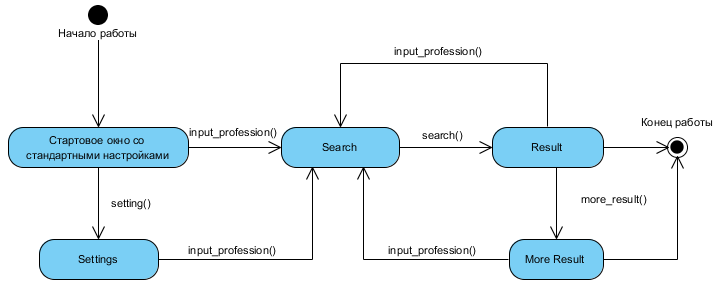 Начало работы
input_profession()
Конец работы
input_profession()
search()
Стартовое окно со
стандартными настройками
Search
Result
setting()
more_result()
input_profession()
input_profession()
Settings
More Result